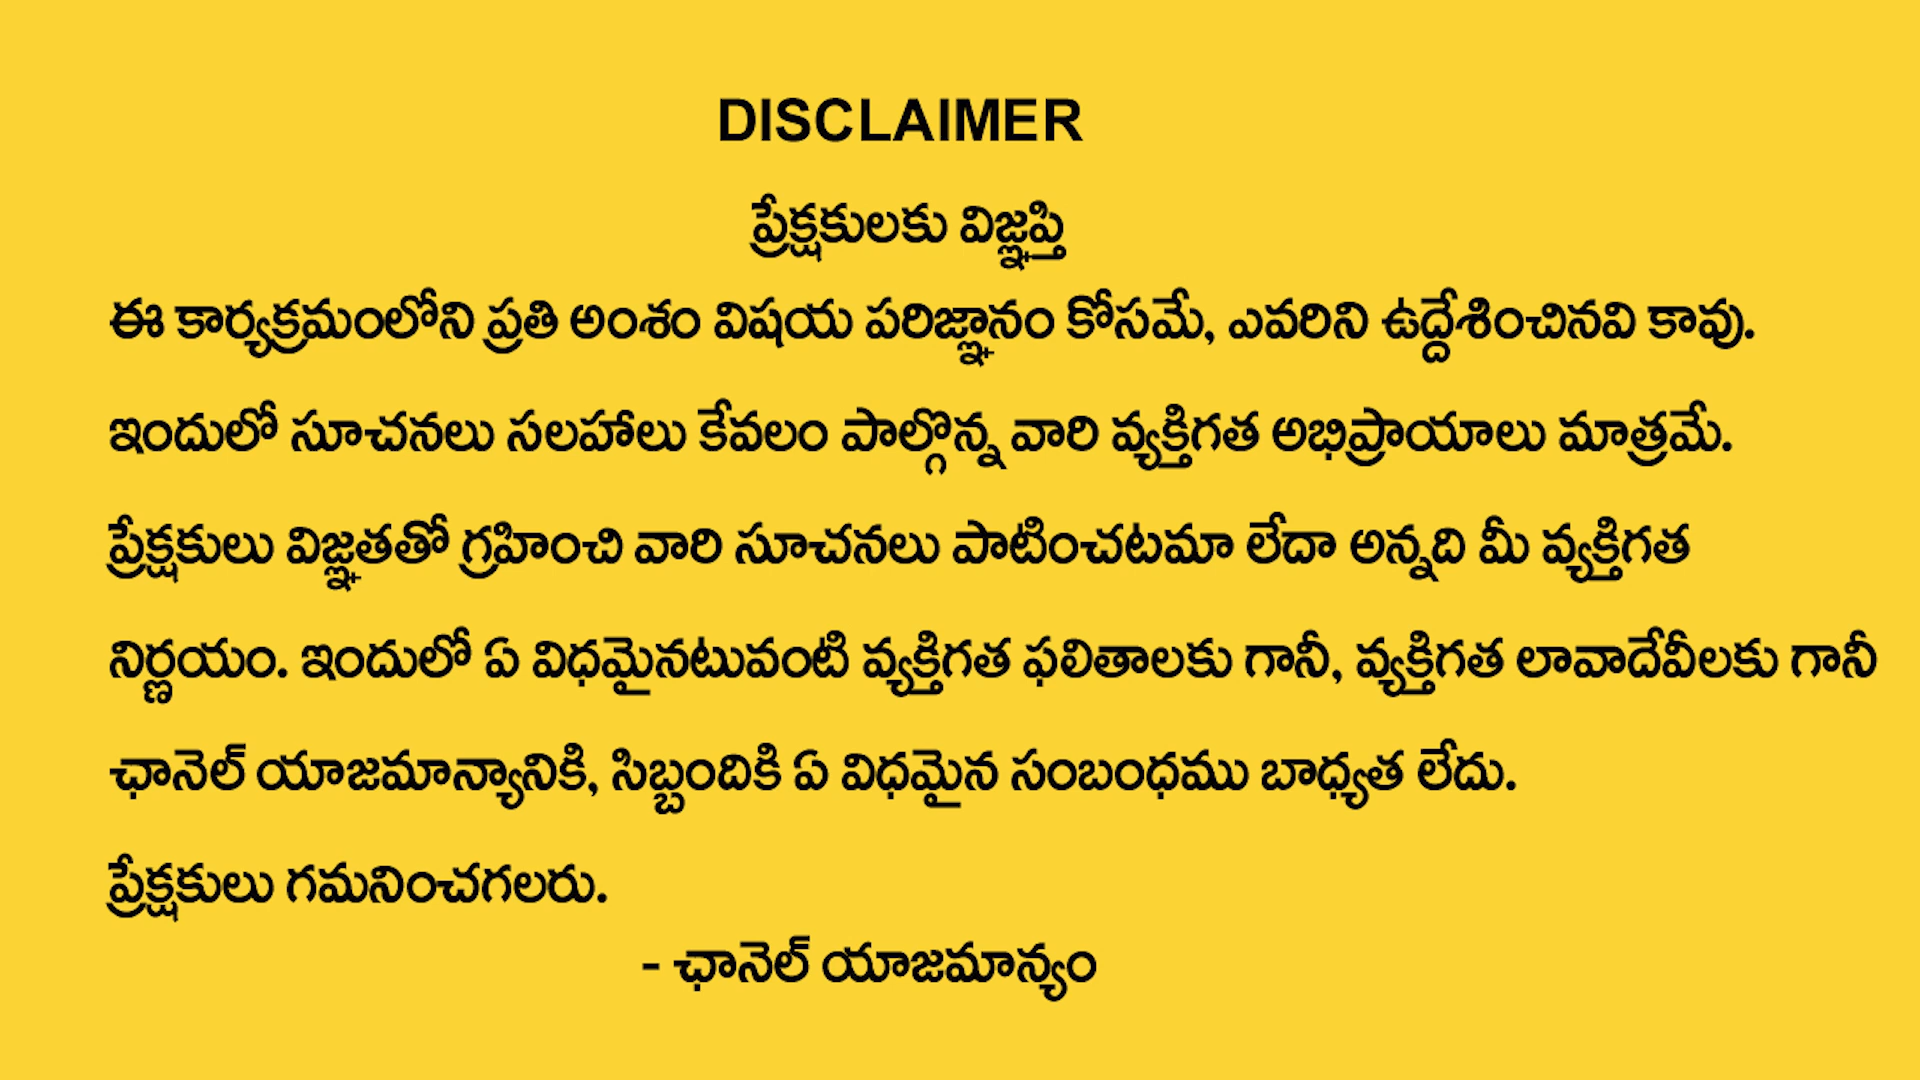 DISCLAIMER
ప్రేక్షకులకు విజ్ఞప్తి
ఈ కార్యక్రమంలోని ప్రతి అంశం విషయ పరిజ్ఞానం కోసమే, ఎవరిని ఉద్దేశించినవి కావు.
ఇందులో సూచనలు సలహాలు కేవలం పాల్గొన్న వారి వ్యక్తిగత అభిప్రాయాలు మాత్రమే.
ప్రేక్షకులు విజ్ఞతతో గ్రహించి వారి సూచనలు పాటించటమా లేదా అన్నది మీ వ్యక్తిగత
నిర్ణయం. ఇందులో ఏ విధమైనటువంటి వ్యక్తిగత ఫలితాలకు గానీ, వ్యక్తిగత లావాదేవీలకు గానీ
ఛానెల్ యాజమాన్యానికి, సిబ్బందికి ఏ విధమైన సంబంధము బాధ్యత లేదు.
ప్రేక్షకులు గమనించగలరు.
- ఛానెల్ యాజమాన్యం